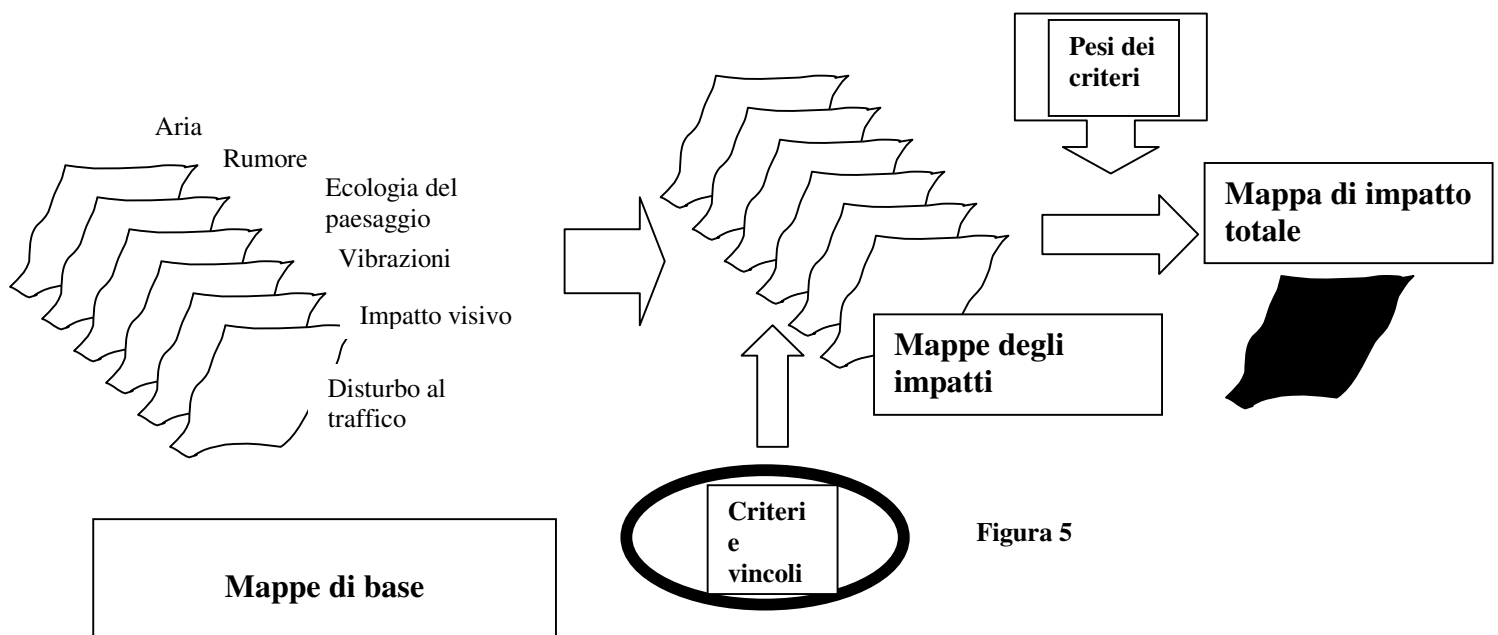 Aria
Rumore
Ecologia del
paesaggio
Vibrazioni
Impatto visivo
Disturbo al
traffico
Mappe di base
Pesi dei
criteri
Mappa di impatto
totale
Mappe degli
impatti
Criteri
e
vincoli
Figura 5